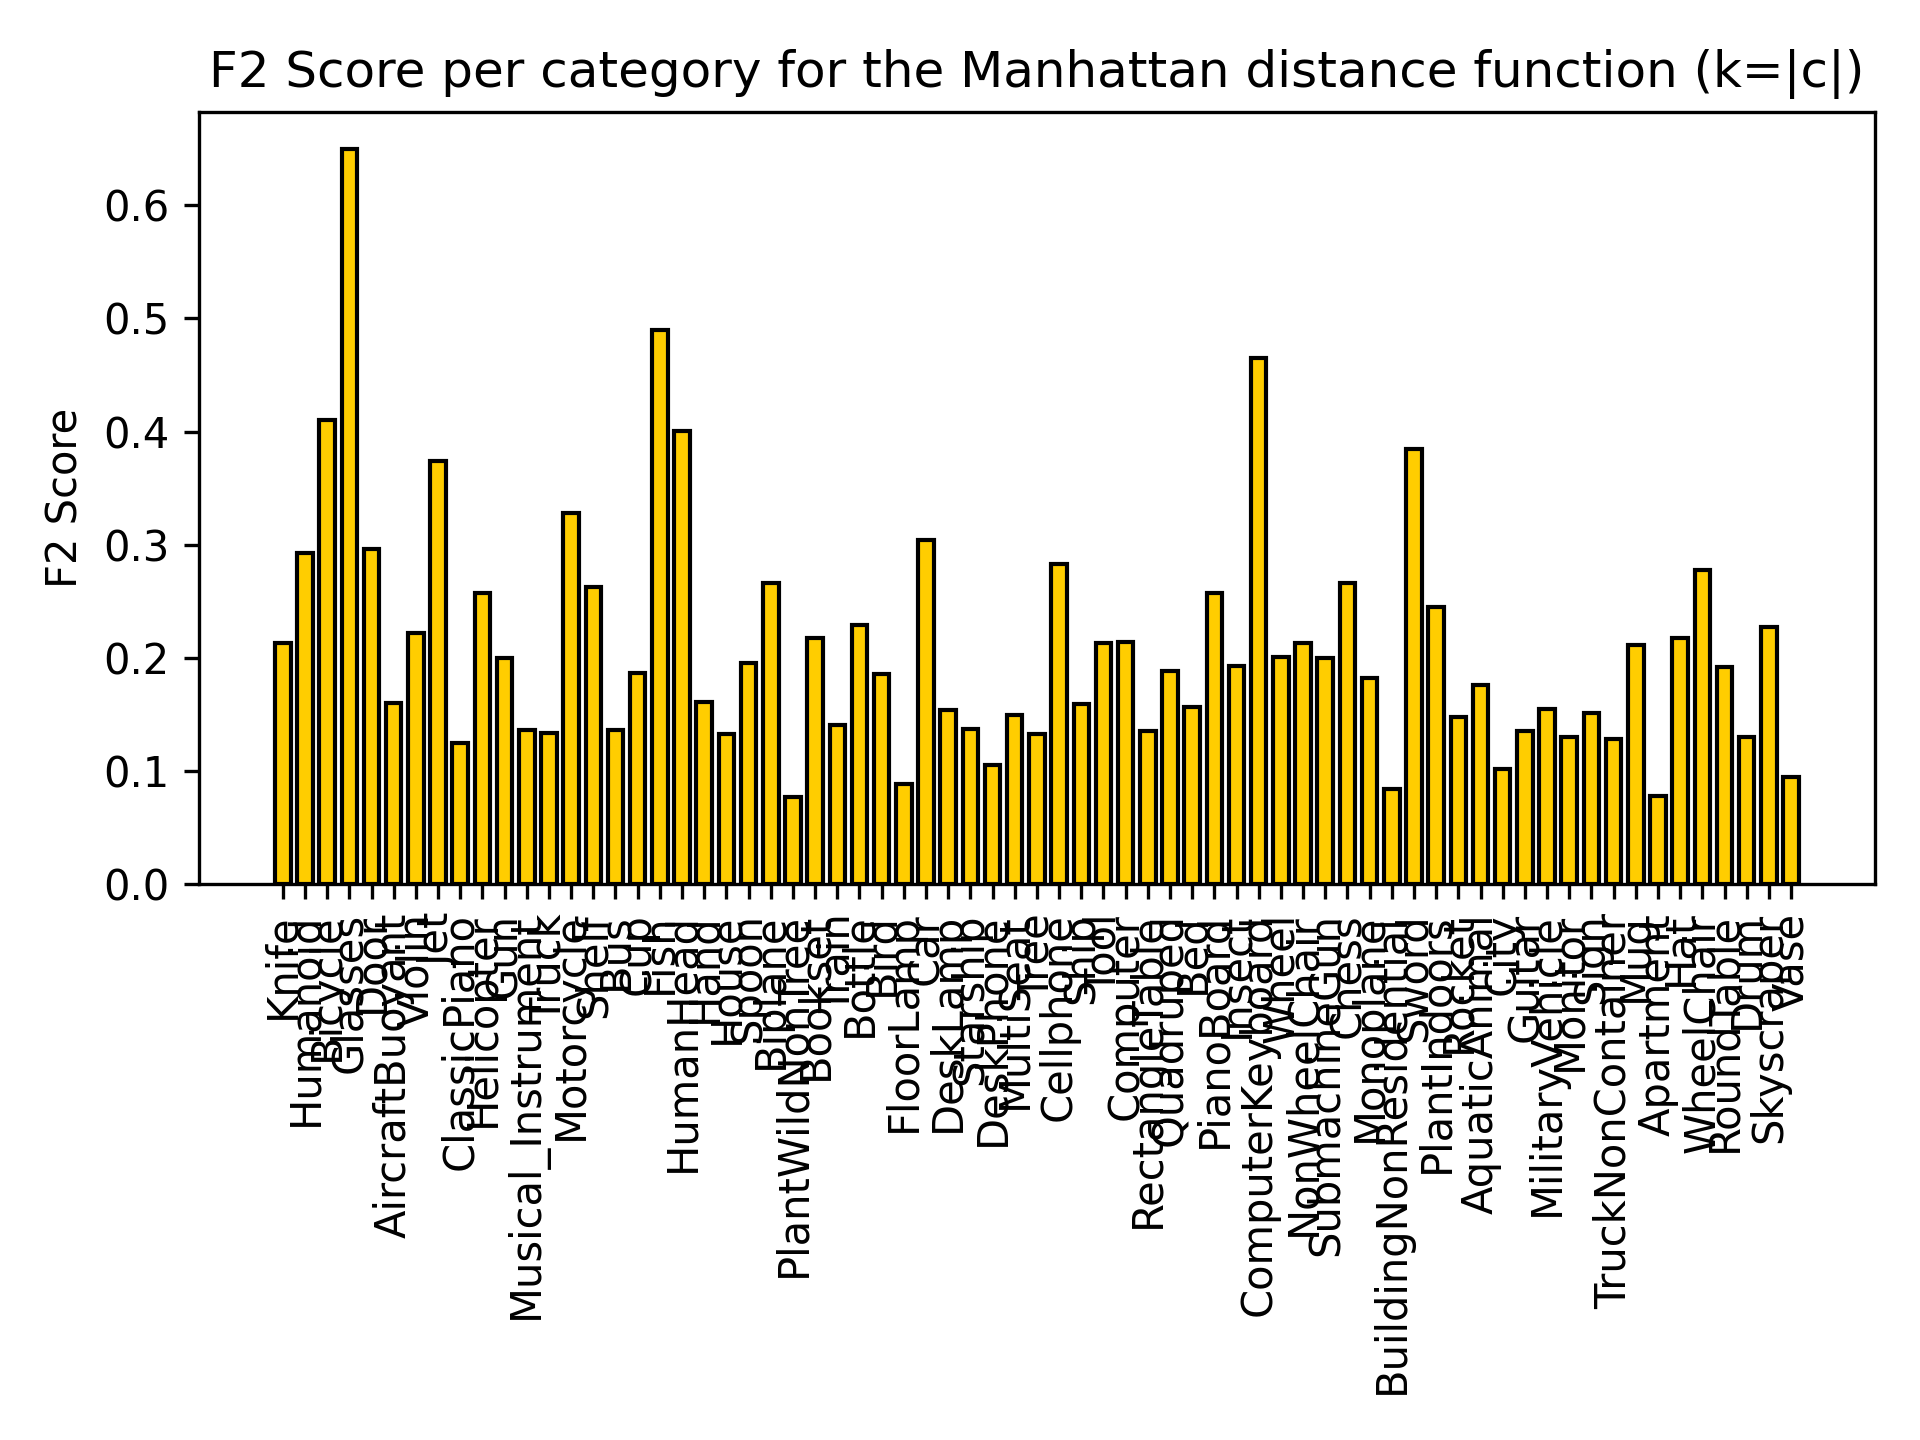 F2 Score per category for the Manhattan distance function (k=|c|)
F2 Score
0.6
0.5
0.4
0.3
0.2
0.1
0.0
Knife
Humanoid
Bicycle
Glasses
Door
AircraftBuoyant
Violin
Jet
ClassicPiano
Helicopter
Gun
Musical_Instrument
Truck
Motorcycle
Shelf
Bus
Cup
Fish
HumanHead
Hand
House
Spoon
Biplane
PlantWildNonTree
Bookset
Train
Bottle
Bird
FloorLamp
Car
DeskLamp
Starship
DeskPhone
MultiSeat
Tree
Cellphone
Ship
Tool
Computer
RectangleTable
Quadruped
Bed
PianoBoard
Insect
ComputerKeyboard
Wheel
NonWheelChair
SubmachineGun
Chess
Monoplane
BuildingNonResidential
Sword
PlantIndoors
Rocket
AquaticAnimal
City
Guitar
MilitaryVehicle
Monitor
Sign
TruckNonContainer
Mug
Apartment
Hat
WheelChair
RoundTable
Drum
Skyscraper
Vase